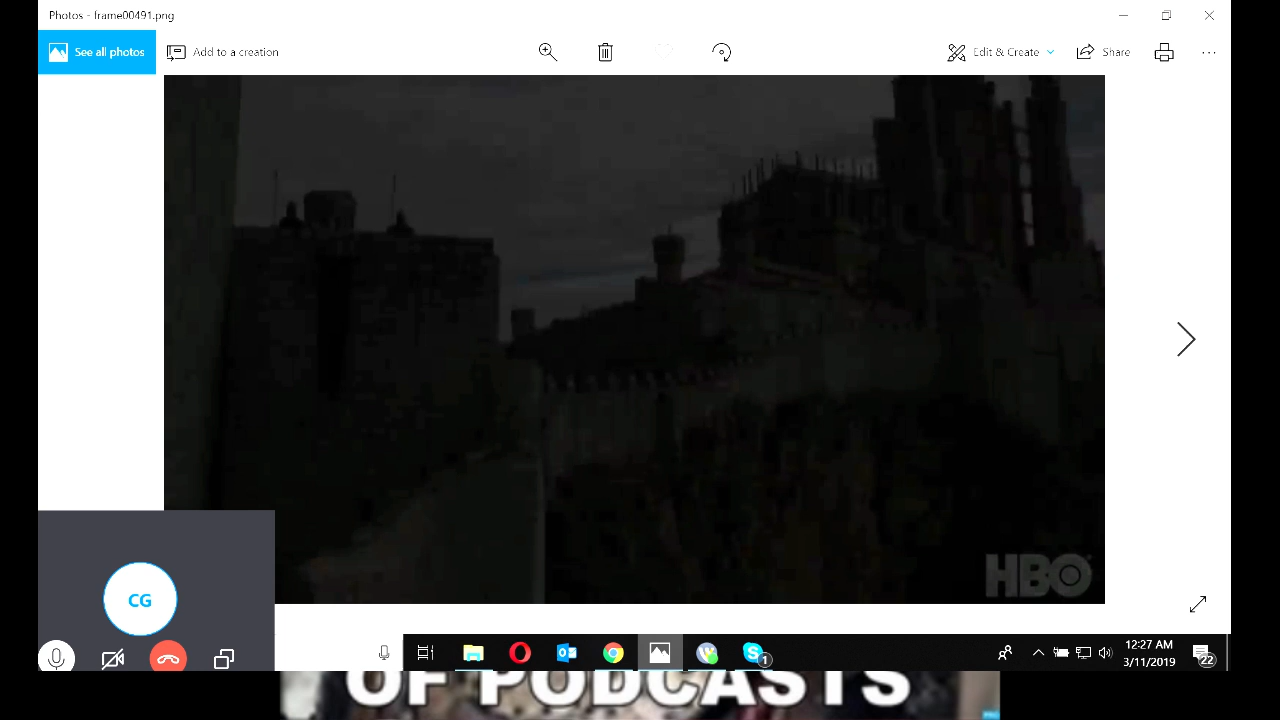 Photos - frame00491.png
See all photos
Add to a creation
Edit & Create
Share
HBO
CG
1
12:27 AM
3/11/2019
22
OF PODCASTS